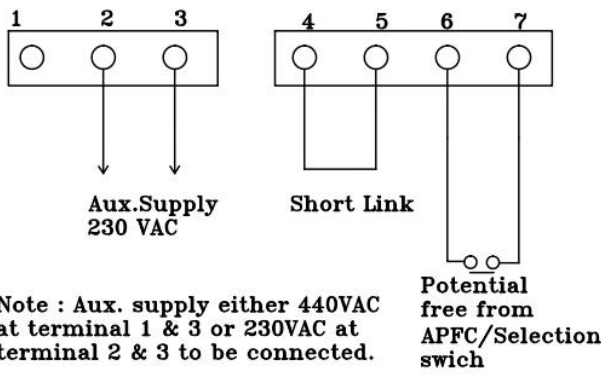 1 2 3 4 5 6 7
Aux.Supply
230 VAC
Short Link
Potential
free from
APFC/Selection
swich
Note : Aux. supply either 440VAC
at terminal 1 & 3 or 230VAC at
terminal 2 & 3 to be connected.